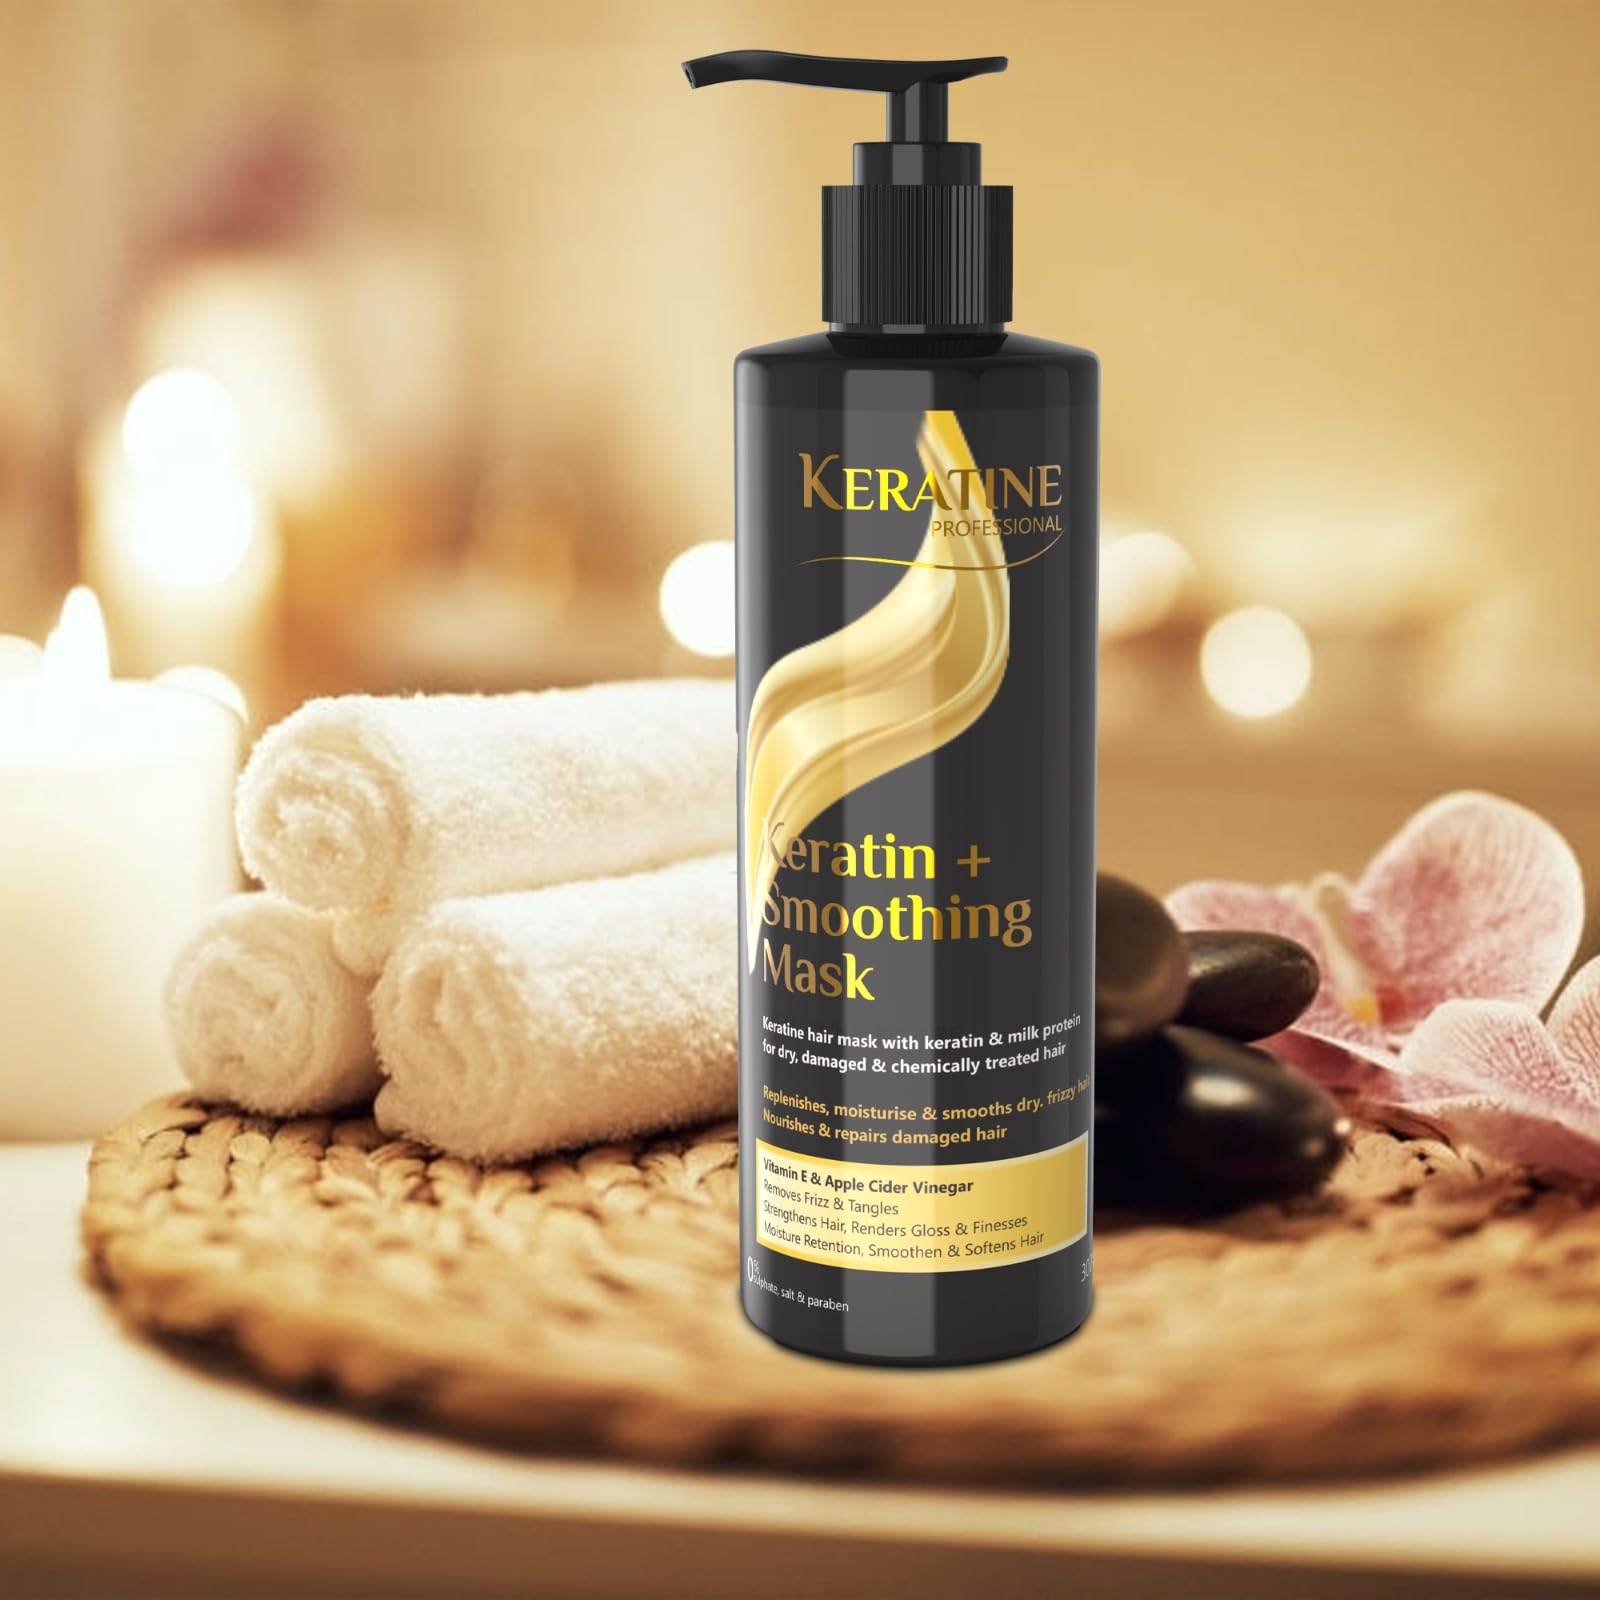 KERATINE
PROFESSIONAL
Keratin +
Smoothing
Mask
Keratine hair mask with keratin & milk protein
for dry, damaged & chemically treated hair
Replenishes, moisturise & smooths dry. frizzy hair
Nourishes & repairs damaged hair
Vitamin E & Apple Cider Vinegar
Removes Frizz & Tangles
Strengthens Hair, Renders Gloss & Finesses
Moisture Retention, Smoothen & Softens Hair
0%
sulphate, salt & paraben